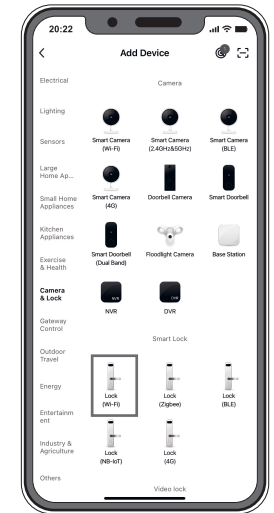 20:22
Add Device
Electrical
Lighting
Sensors
Large
Home Ap...
Small Home
Appliances
Kitchen
Appliances
Exercise
& Health
Camera
& Lock
Gateway
Control
Outdoor
Travel
Energy
Entertainm
ent
Industry &
Agriculture
Others
Camera
Smart Camera
(Wi-Fi)
Smart Camera
(2.4GHz&5GHz)
Smart Camera
(BLE)
Smart Camera
(4G)
Doorbell Camera
Smart Doorbell
Smart Doorbell
(Dual Band)
Floodlight Camera
Base Station
NVR
NVR
DVR
DVR
Smart Lock
Lock
(Wi-Fi)
Lock
(Zigbee)
Lock
(BLE)
Lock
(NB-IoT)
Lock
(4G)
Video lock